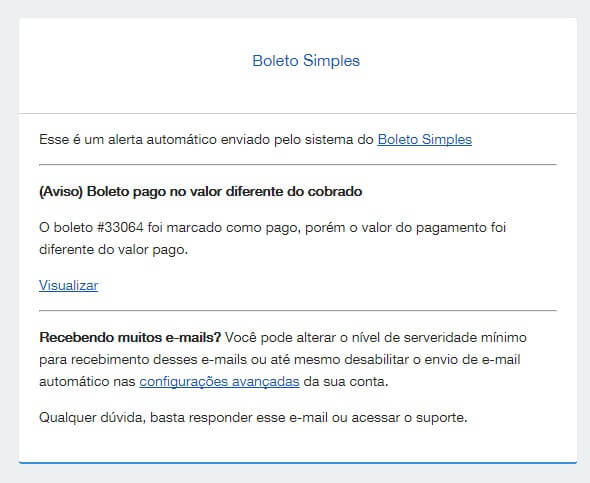 Boleto Simples
Esse é um alerta automático enviado pelo sistema do Boleto Simples
(Aviso) Boleto pago no valor diferente do cobrado
O boleto #33064 foi marcado como pago, porém o valor do pagamento foi
diferente do valor pago.
Visualizar
Recebendo muitos e-mails? Você pode alterar o nível de serveridade mínimo
para recebimento desses e-mails ou até mesmo desabilitar o envio de e-mail
automático nas configurações avançadas da sua conta.
Qualquer dúvida, basta responder esse e-mail ou acessar o suporte.